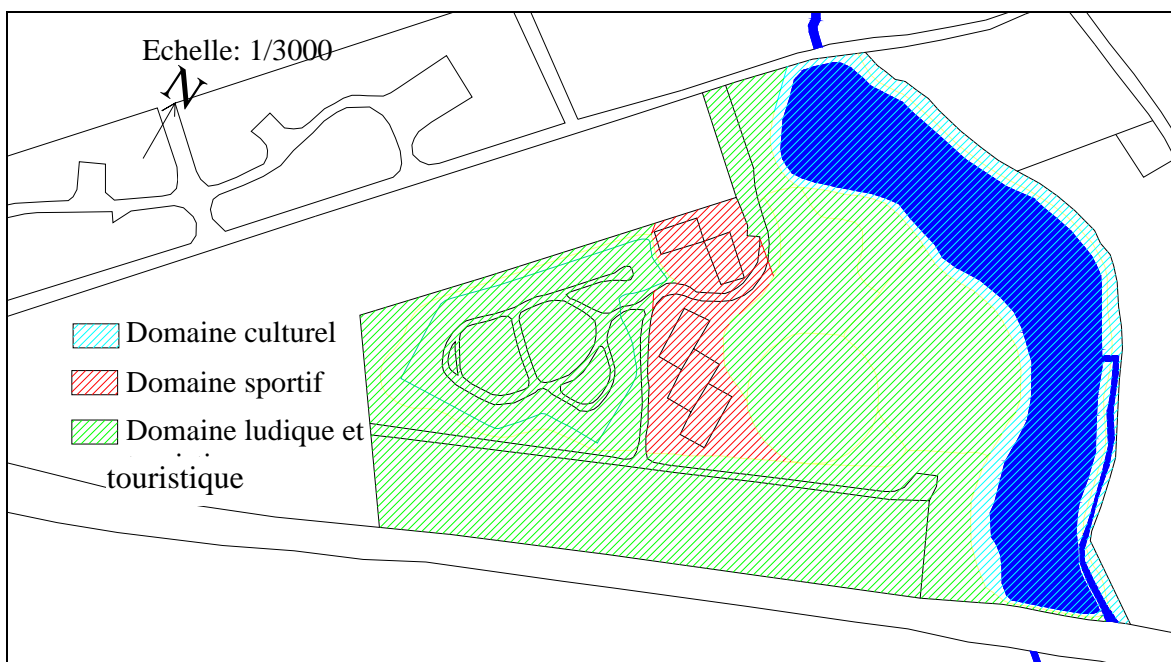 Echelle: 1/3000
N
Domaine culturel
Domaine sportif
Domaine ludique et
touristique